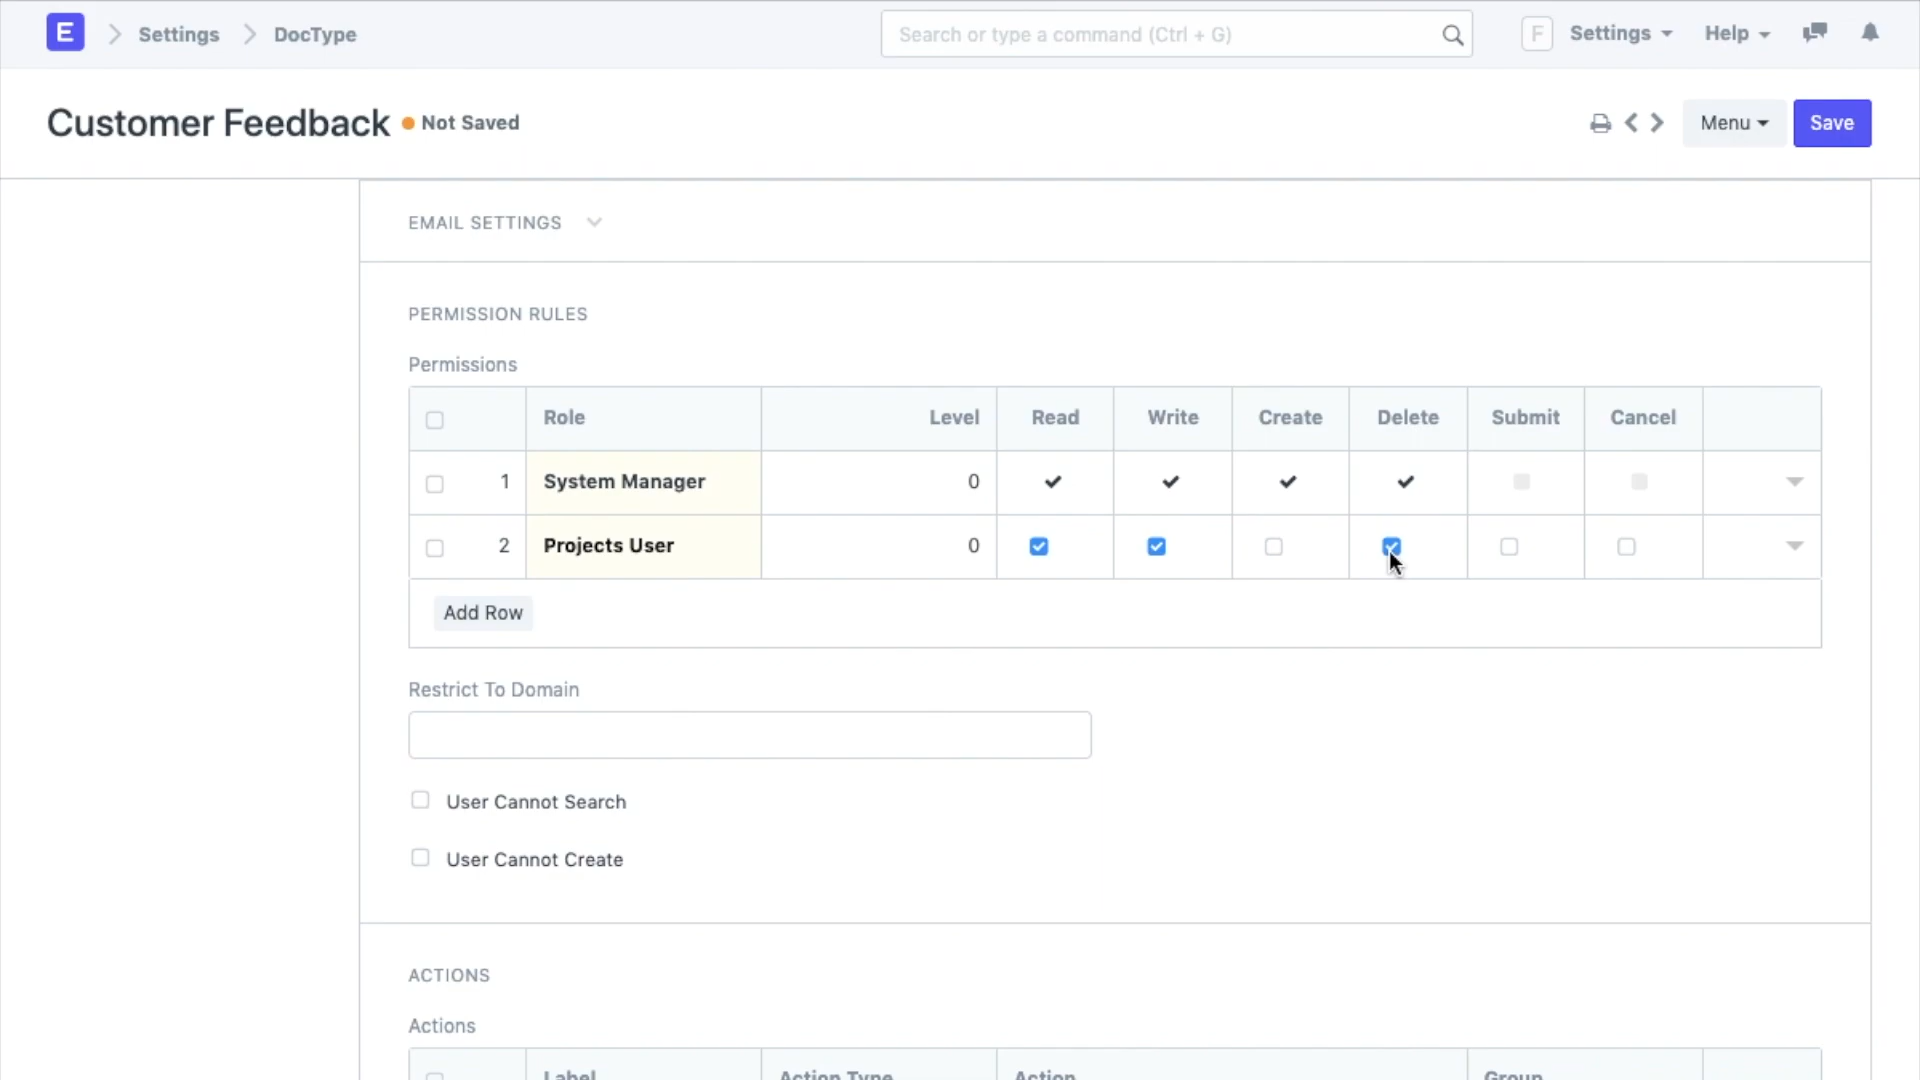 E Settings DocType Search or type a command (Ctrl + G) F Settings Help
Customer Feedback Not Saved Menu Save
EMAIL SETTINGS
PERMISSION RULES
Permissions
Role Level Read Write Create Delete Submit Cancel
1 System Manager 0
2 Projects User 0
Add Row
Restrict To Domain
User Cannot Search
User Cannot Create
ACTIONS
Actions
Label Action Type Action Group